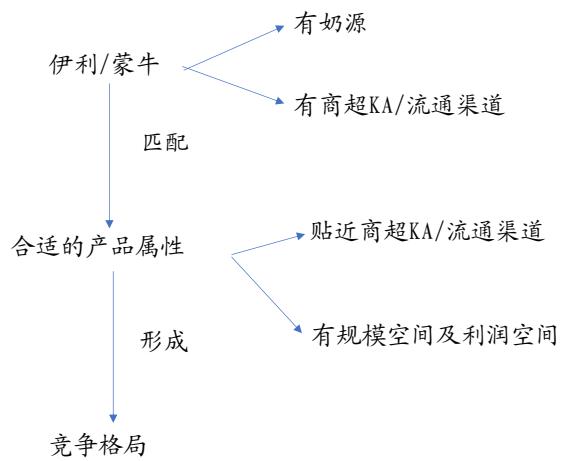 有奶源
伊利/蒙牛
有商超KA/流通渠道
匹配
贴近商超KA/流通渠道
合适的产品属性
有规模空间及利润空间
形成
竞争格局